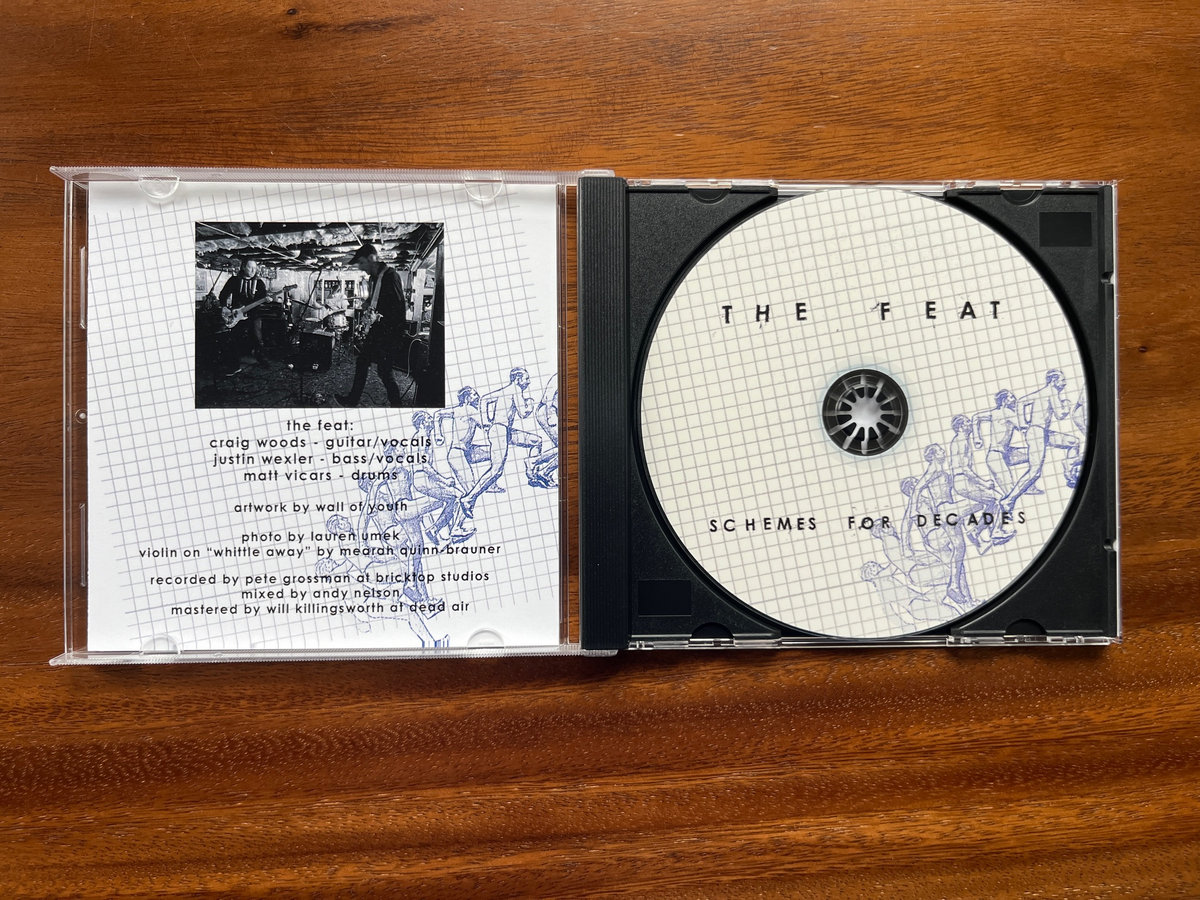 the feat:
craig woods - guitar/vocals
justin wexler - bass/vocals
matt vicars - drums
artwork by wall of youth
photo by lauren umek
violin on "whittle away" by mearah quinn-brauner
recorded by pete grossman at bricktop studios
mixed by andy nelson
mastered by will killingsworth at dead air
THE FEAT
SCHEMES FOR DECADES